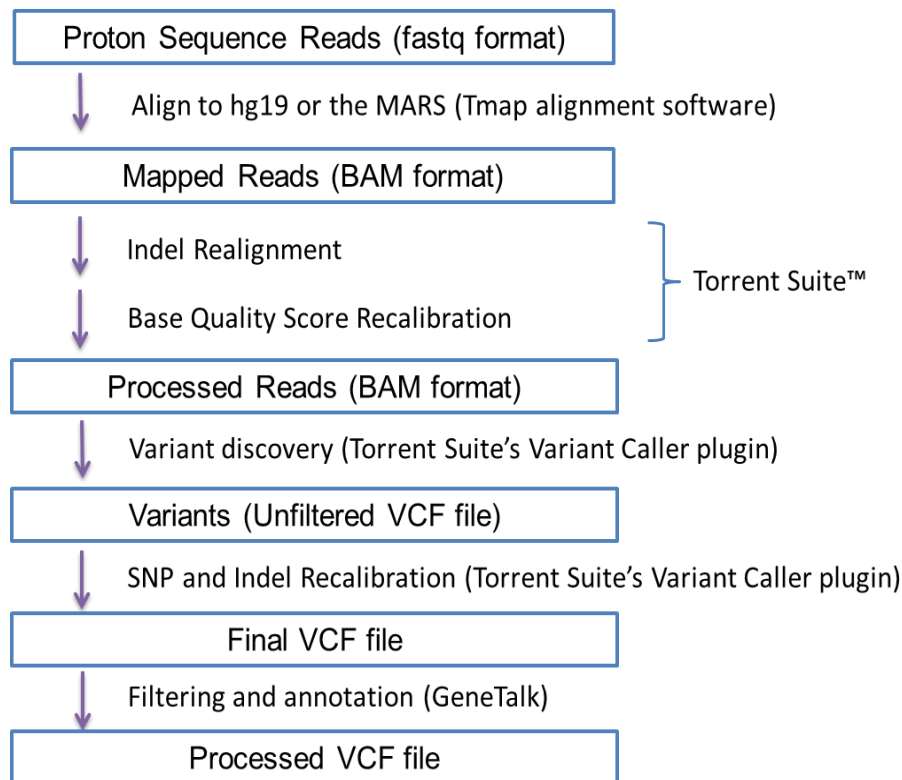 Proton Sequence Reads (fastq format)
Align to hg19 or the MARS (Tmap alignment software)
Mapped Reads (BAM format)
Indel Realignment
Torrent Suite™
Base Quality Score Recalibration
Processed Reads (BAM format)
Variant discovery (Torrent Suite's Variant Caller plugin)
Variants (Unfiltered VCF file)
SNP and Indel Recalibration (Torrent Suite's Variant Caller plugin)
Final VCF file
Filtering and annotation (GeneTalk)
Processed VCF file